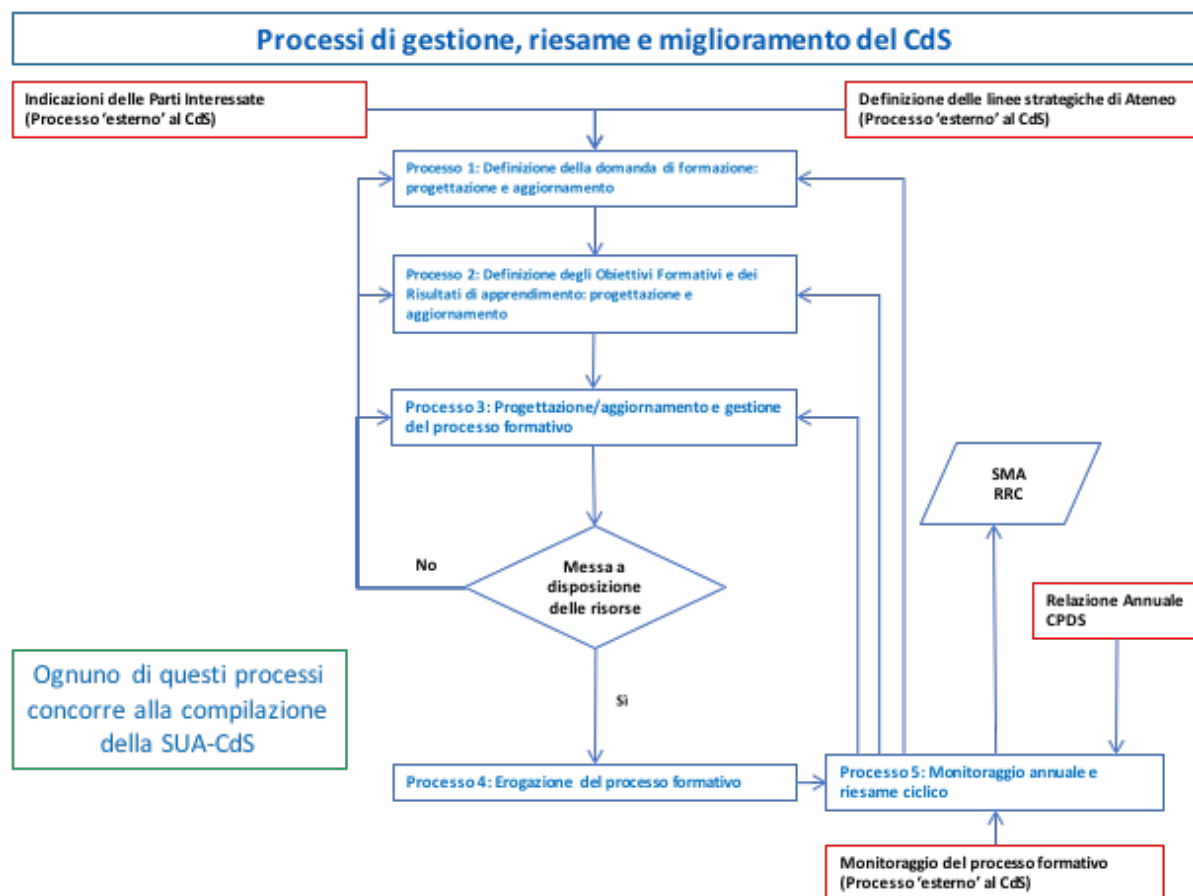 Processi di gestione, riesame e miglioramento del CdS
Indicazioni delle Parti Interessate
(Processo ‘esterno’ al CdS)
Definizione delle linee strategiche di Ateneo
(Processo ‘esterno’ al CdS)
Processo 1: Definizione della domanda di formazione:
progettazione e aggiornamento
Processo 2: Definizione degli Obiettivi Formativi e dei
Risultati di apprendimento: progettazione e
aggiornamento
Processo 3: Progettazione/aggiornamento e gestione
del processo formativo
SMA
RRC
No
Messa a
disposizione
delle risorse
Relazione Annuale
CPDS
Ognuno di questi processi
concorre alla compilazione
della SUA-CdS
Sì
Processo 4: Erogazione del processo formativo
Processo 5: Monitoraggio annuale e
riesame ciclico
Monitoraggio del processo formativo
(Processo ‘esterno’ al CdS)